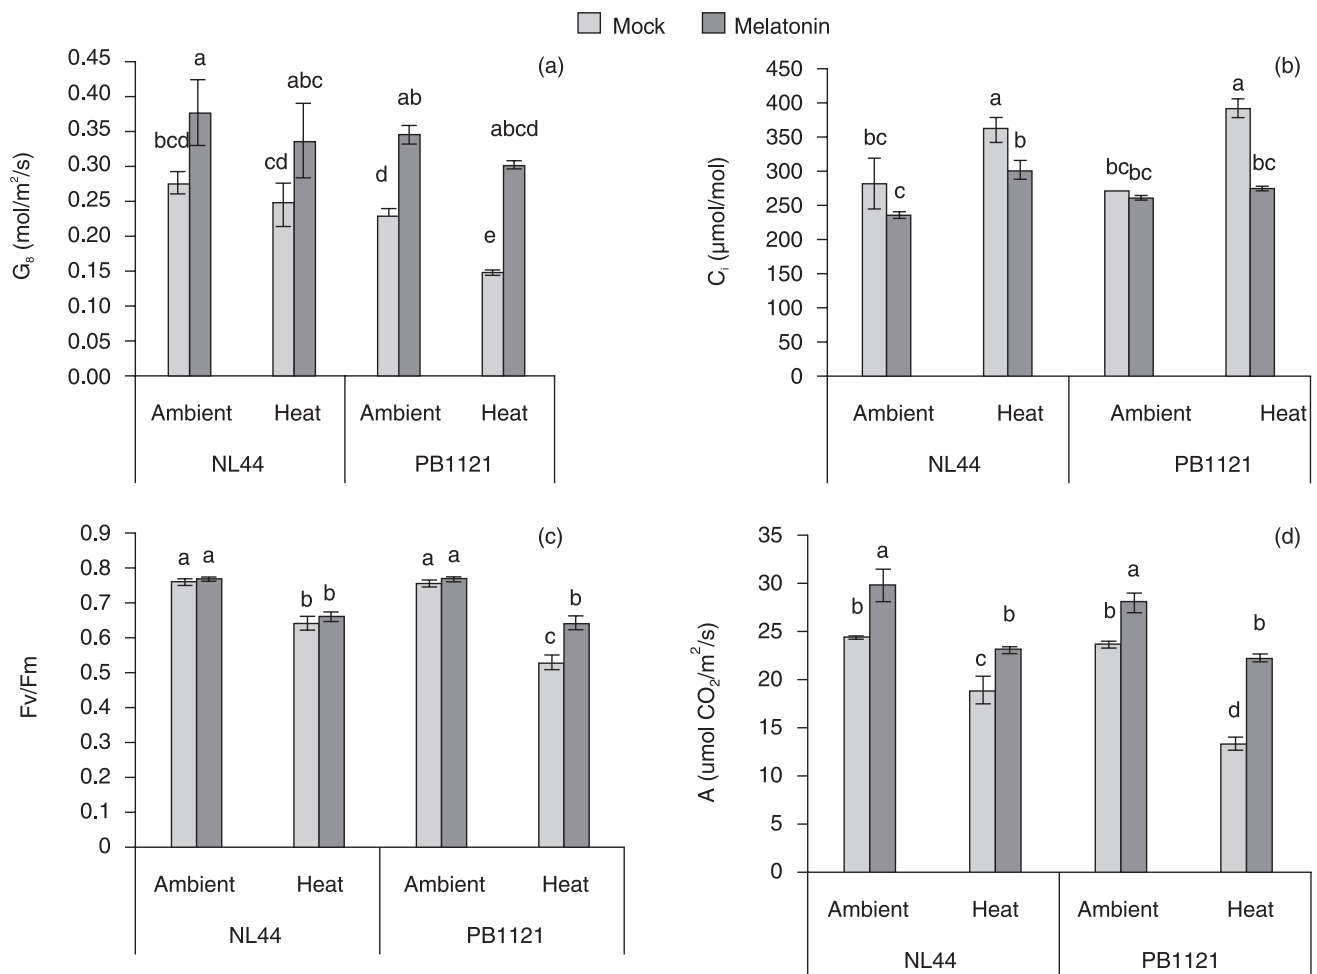 Mock Melatonin
(a)
G₈ (mol/m²/s)
0.45
0.40
0.35
0.30
0.25
0.20
0.15
0.10
0.05
0.00
bcd a cd abc d ab e abcd
Ambient Heat Ambient Heat
NL44 PB1121
(b)
Cᵢ (µmol/mol)
450
400
350
300
250
200
150
100
50
0
bc c a b bc bc a bc
Ambient Heat Ambient Heat
NL44 PB1121
(c)
Fv/Fm
0.9
0.8
0.7
0.6
0.5
0.4
0.3
0.2
0.1
0
a a b b a a c b
Ambient Heat Ambient Heat
NL44 PB1121
(d)
A (umol CO₂/m²/s)
35
30
25
20
15
10
5
0
b a c b b a d b
Ambient Heat Ambient Heat
NL44 PB1121